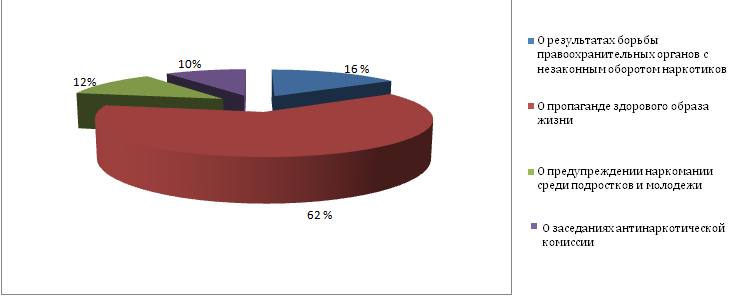 10%
16 %
12%
62 %
О результатах борьбы
правоохранительных органов с
незаконным оборотом наркотиков
О пропаганде здорового образа
жизни
О предупреждении наркомании
среди подростков и молодежи
О заседаниях антинаркотической
комиссии